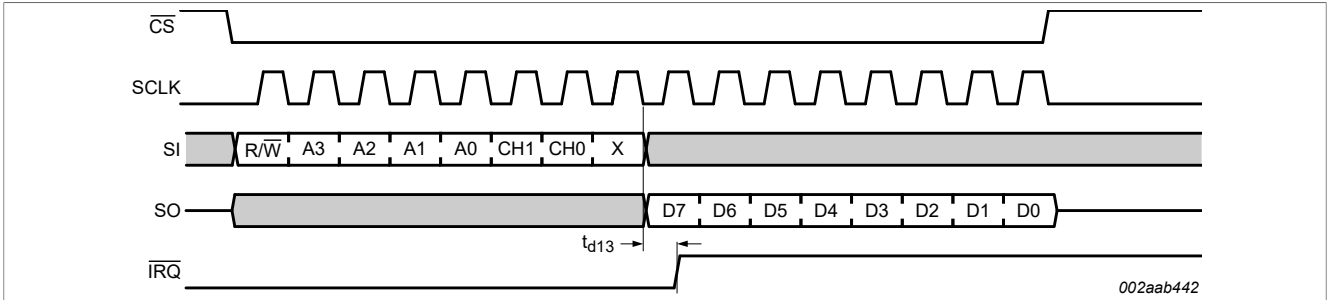 CS
SCLK
SI R/W A3 A2 A1 A0 CH1 CH0 X
SO D7 D6 D5 D4 D3 D2 D1 D0
td13
IRQ
002aab442